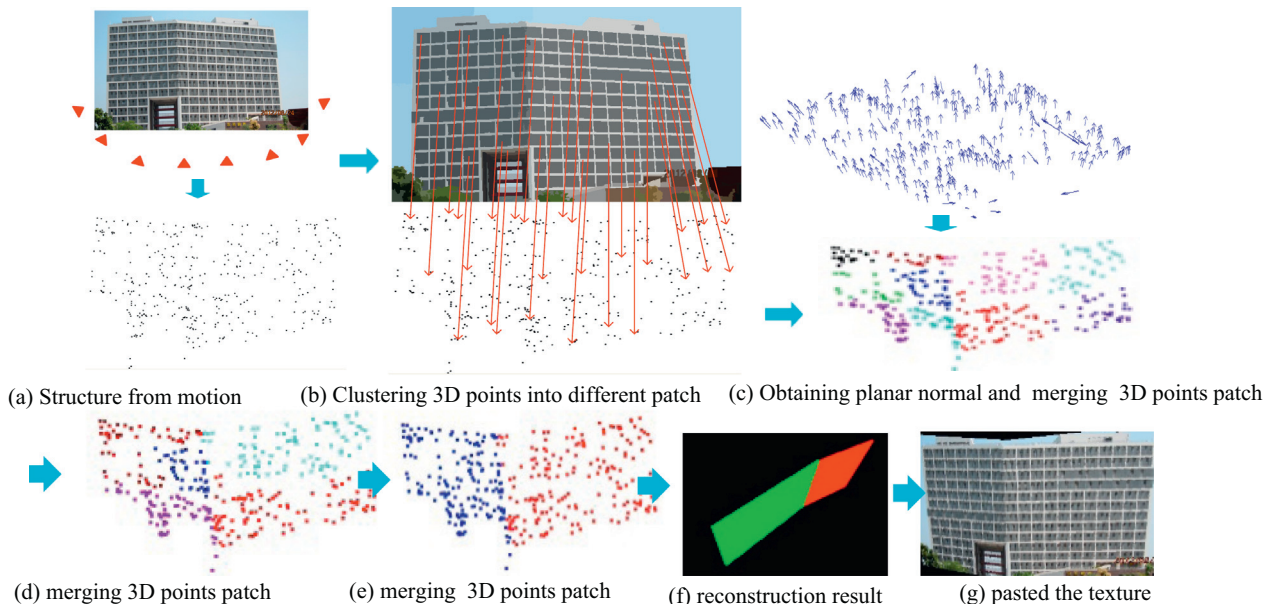 (a) Structure from motion
(b) Clustering 3D points into different patch
(c) Obtaining planar normal and merging 3D points patch
(d) merging 3D points patch
(e) merging 3D points patch
(f) reconstruction result
(g) pasted the texture